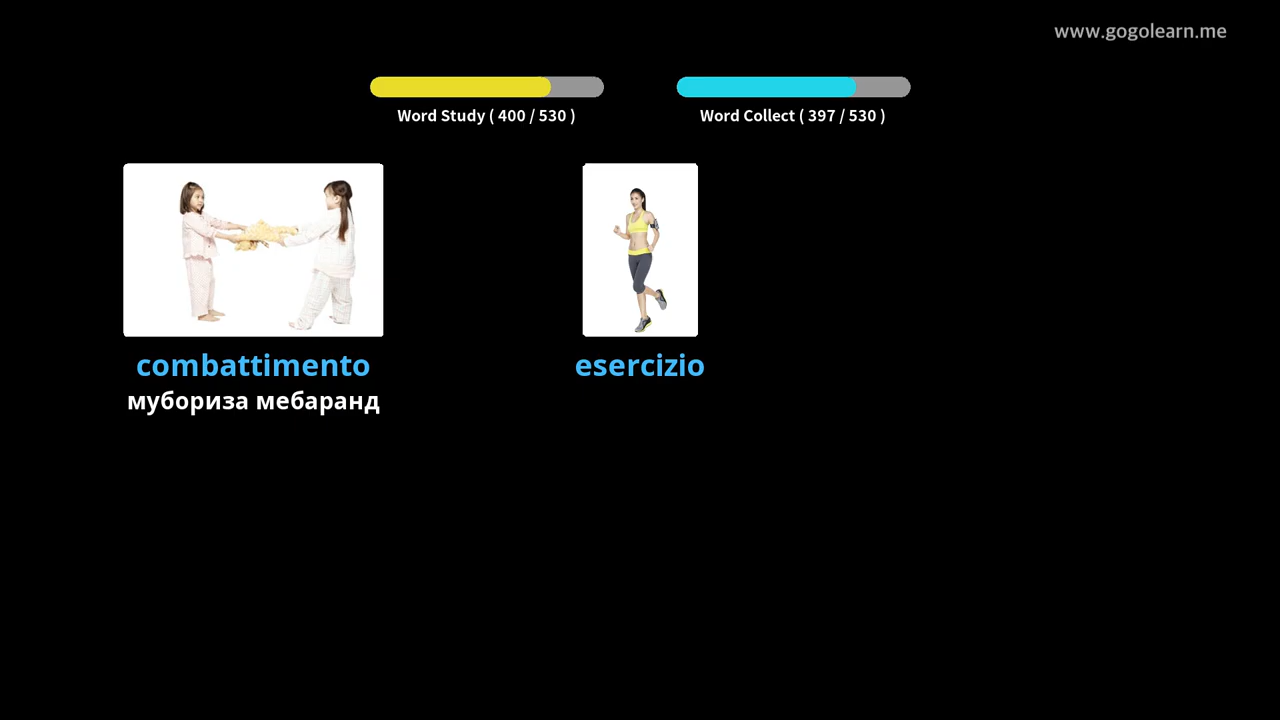 www.gogolearn.me
Word Study ( 400 / 530 )
Word Collect ( 397 / 530 )
combattimento
мубориза мебаранд
esercizio